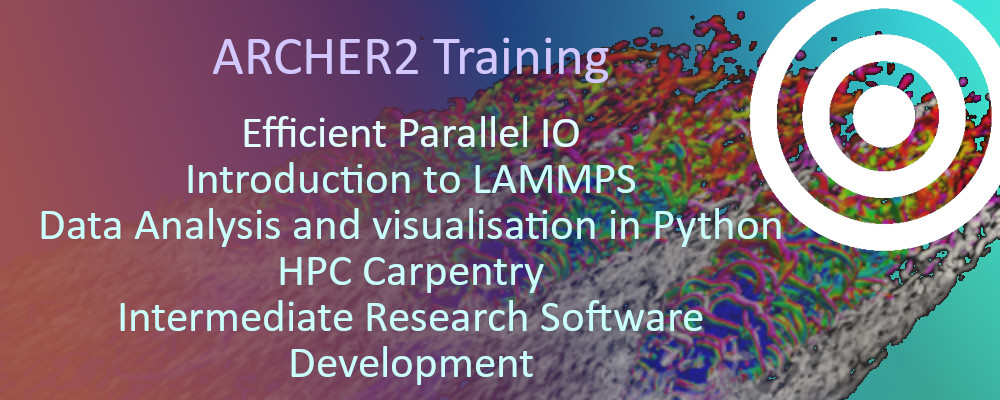 ARCHER2 Training
Efficient Parallel IO
Introduction to LAMMPS
Data Analysis and visualisation in Python
HPC Carpentry
Intermediate Research Software
Development